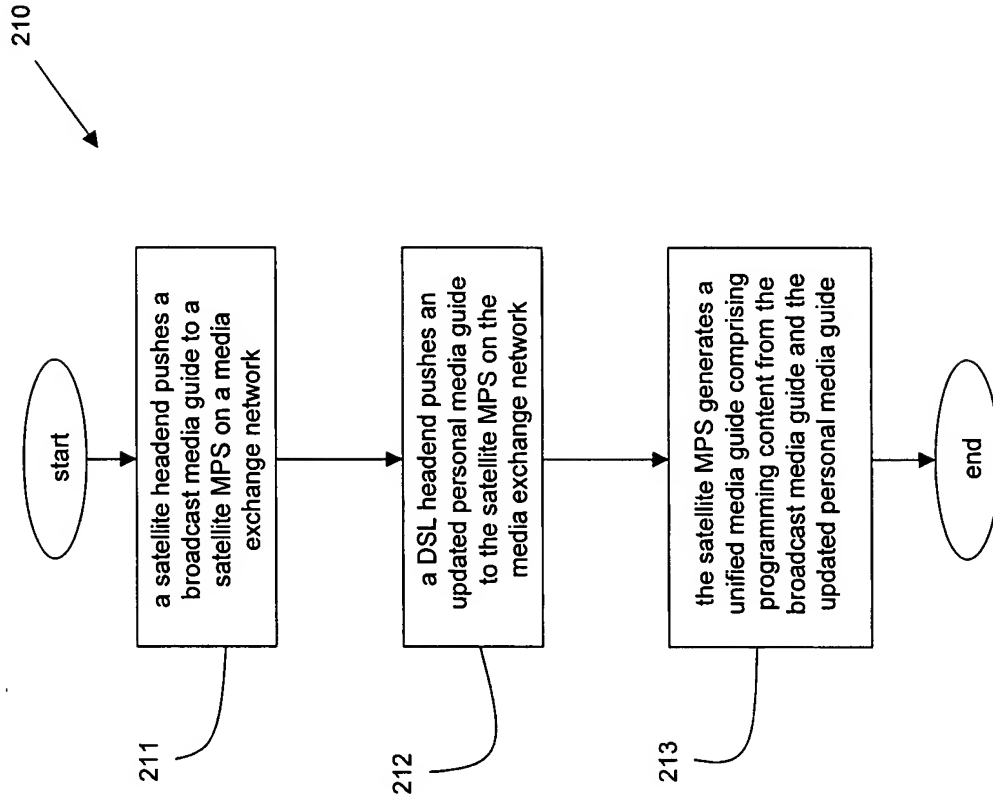 210
start
a satellite headend pushes a
broadcast media guide to a
satellite MPS on a media
exchange network
211
a DSL headend pushes an
updated personal media guide
to the satellite MPS on the
media exchange network
212
the satellite MPS generates a
unified media guide comprising
programming content from the
broadcast media guide and the
updated personal media guide
213
end